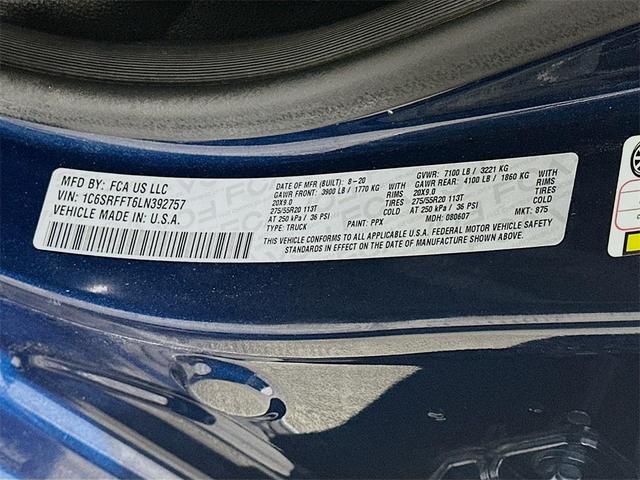 MFD BY: FCA US LLC
VIN: 1C6SRFFT6LN392757
VEHICLE MADE IN U.S.A.
DATE OF MFR (BUILT): 8-20
GAWR FRONT: 3900 LB / 1770 KG WITH
20X9.0 RIMS
275/55R20 113T TIRES
AT 250 kPa / 36 PSI COLD
TYPE: TRUCK PAINT: PPX
GVWR: 7100 LB / 3221 KG
GAWR REAR: 4100 LB / 1860 KG WITH
20X9.0 RIMS
275/55R20 113T TIRES
AT 250 kPa / 36 PSI COLD
MDH: 080607 MKT: 875
THIS VEHICLE CONFORMS TO ALL APPLICABLE U.S.A. FEDERAL MOTOR VEHICLE SAFETY
STANDARDS IN EFFECT ON THE DATE OF MANUFACTURE SHOWN ABOVE.